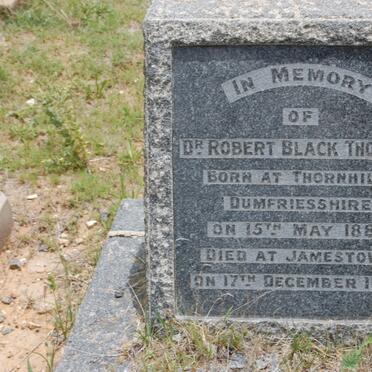 IN MEMORY
OF
DR ROBERT BLACK THO
BORN AT THORNHIL
DUMFRIESSHIRE
ON 15TH MAY 188
DIED AT JAMESTOW
ON 17TH DECEMBER 1